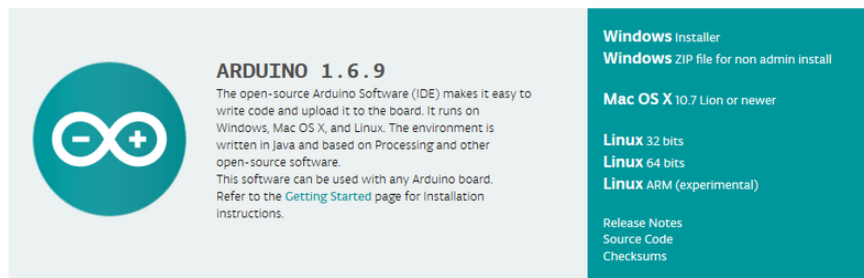 ARDUINO 1.6.9
The open-source Arduino Software (IDE) makes it easy to
write code and upload it to the board. It runs on
Windows, Mac OS X, and Linux. The environment is
written in Java and based on Processing and other
open-source software.
This software can be used with any Arduino board.
Refer to the Getting Started page for Installation
instructions.
Windows Installer
Windows ZIP file for non admin install
Mac OS X 10.7 Lion or newer
Linux 32 bits
Linux 64 bits
Linux ARM (experimental)
Release Notes
Source Code
Checksums